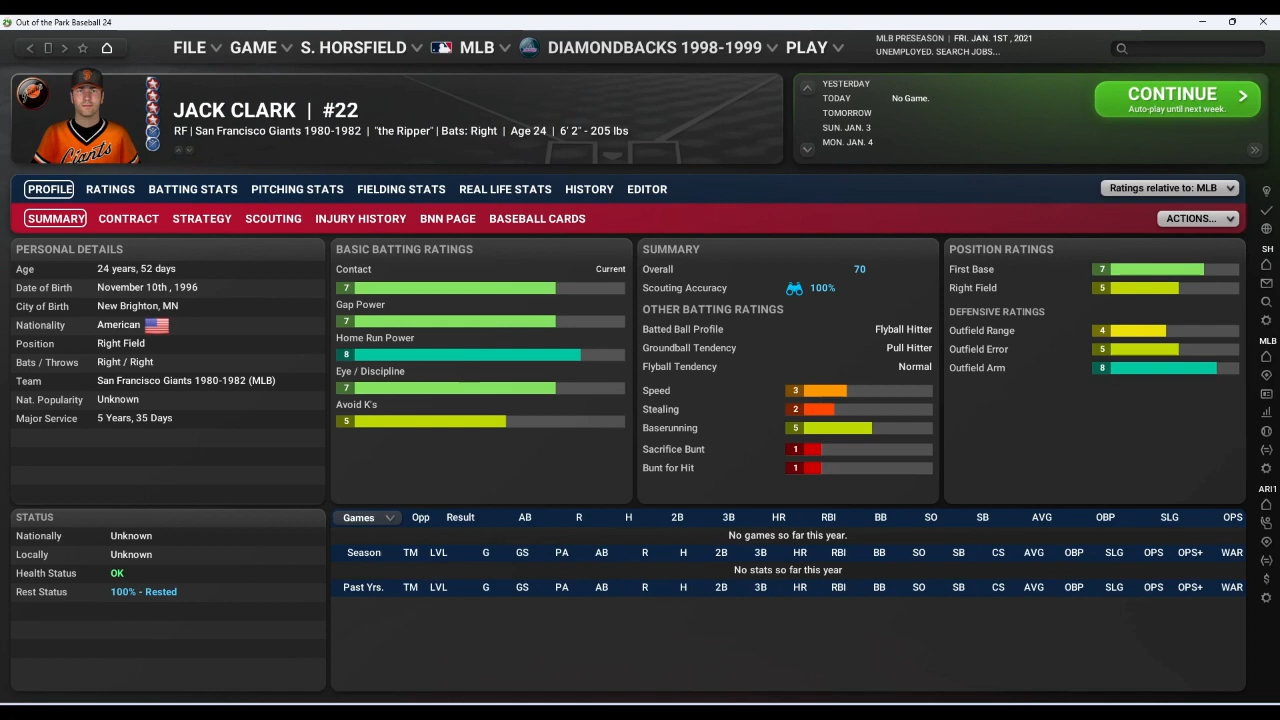 Out of the Park Baseball 24
FILE GAME S. HORSFIELD MLB DIAMONDBACKS 1998-1999 PLAY
MLB PRESEASON | FRI. JAN. 1ST, 2021
UNEMPLOYED. SEARCH JOBS...
JACK CLARK | #22
RF | San Francisco Giants 1980-1982 | "the Ripper" | Bats: Right | Age 24 | 6' 2" - 205 lbs
Giants
YESTERDAY
TODAY No Game.
TOMORROW
SUN. JAN. 3
MON. JAN. 4
CONTINUE
Auto-play until next week.
PROFILE RATINGS BATTING STATS PITCHING STATS FIELDING STATS REAL LIFE STATS HISTORY EDITOR
Ratings relative to: MLB
SUMMARY CONTRACT STRATEGY SCOUTING INJURY HISTORY BNN PAGE BASEBALL CARDS
ACTIONS...
PERSONAL DETAILS
Age 24 years, 52 days
Date of Birth November 10th , 1996
City of Birth New Brighton, MN
Nationality American
Position Right Field
Bats / Throws Right / Right
Team San Francisco Giants 1980-1982 (MLB)
Nat. Popularity Unknown
Major Service 5 Years, 35 Days
BASIC BATTING RATINGS
Contact Current
7
Gap Power
7
Home Run Power
8
Eye / Discipline
7
Avoid K's
5
SUMMARY
Overall 70
Scouting Accuracy 100%
OTHER BATTING RATINGS
Batted Ball Profile Flyball Hitter
Groundball Tendency Pull Hitter
Flyball Tendency Normal
Speed 3
Stealing 2
Baserunning 5
Sacrifice Bunt 1
Bunt for Hit 1
POSITION RATINGS
First Base 7
Right Field 5
DEFENSIVE RATINGS
Outfield Range 4
Outfield Error 5
Outfield Arm 8
SH
MLB
ARI1
STATUS
Nationally Unknown
Locally Unknown
Health Status OK
Rest Status 100% - Rested
Games Opp Result AB R H 2B 3B HR RBI BB SO SB AVG OBP SLG OPS
No games so far this year.
Season TM LVL G GS PA AB R H 2B 3B HR RBI BB SO SB CS AVG OBP SLG OPS OPS+ WAR
No stats so far this year
Past Yrs. TM LVL G GS PA AB R H 2B 3B HR RBI BB SO SB CS AVG OBP SLG OPS OPS+ WAR